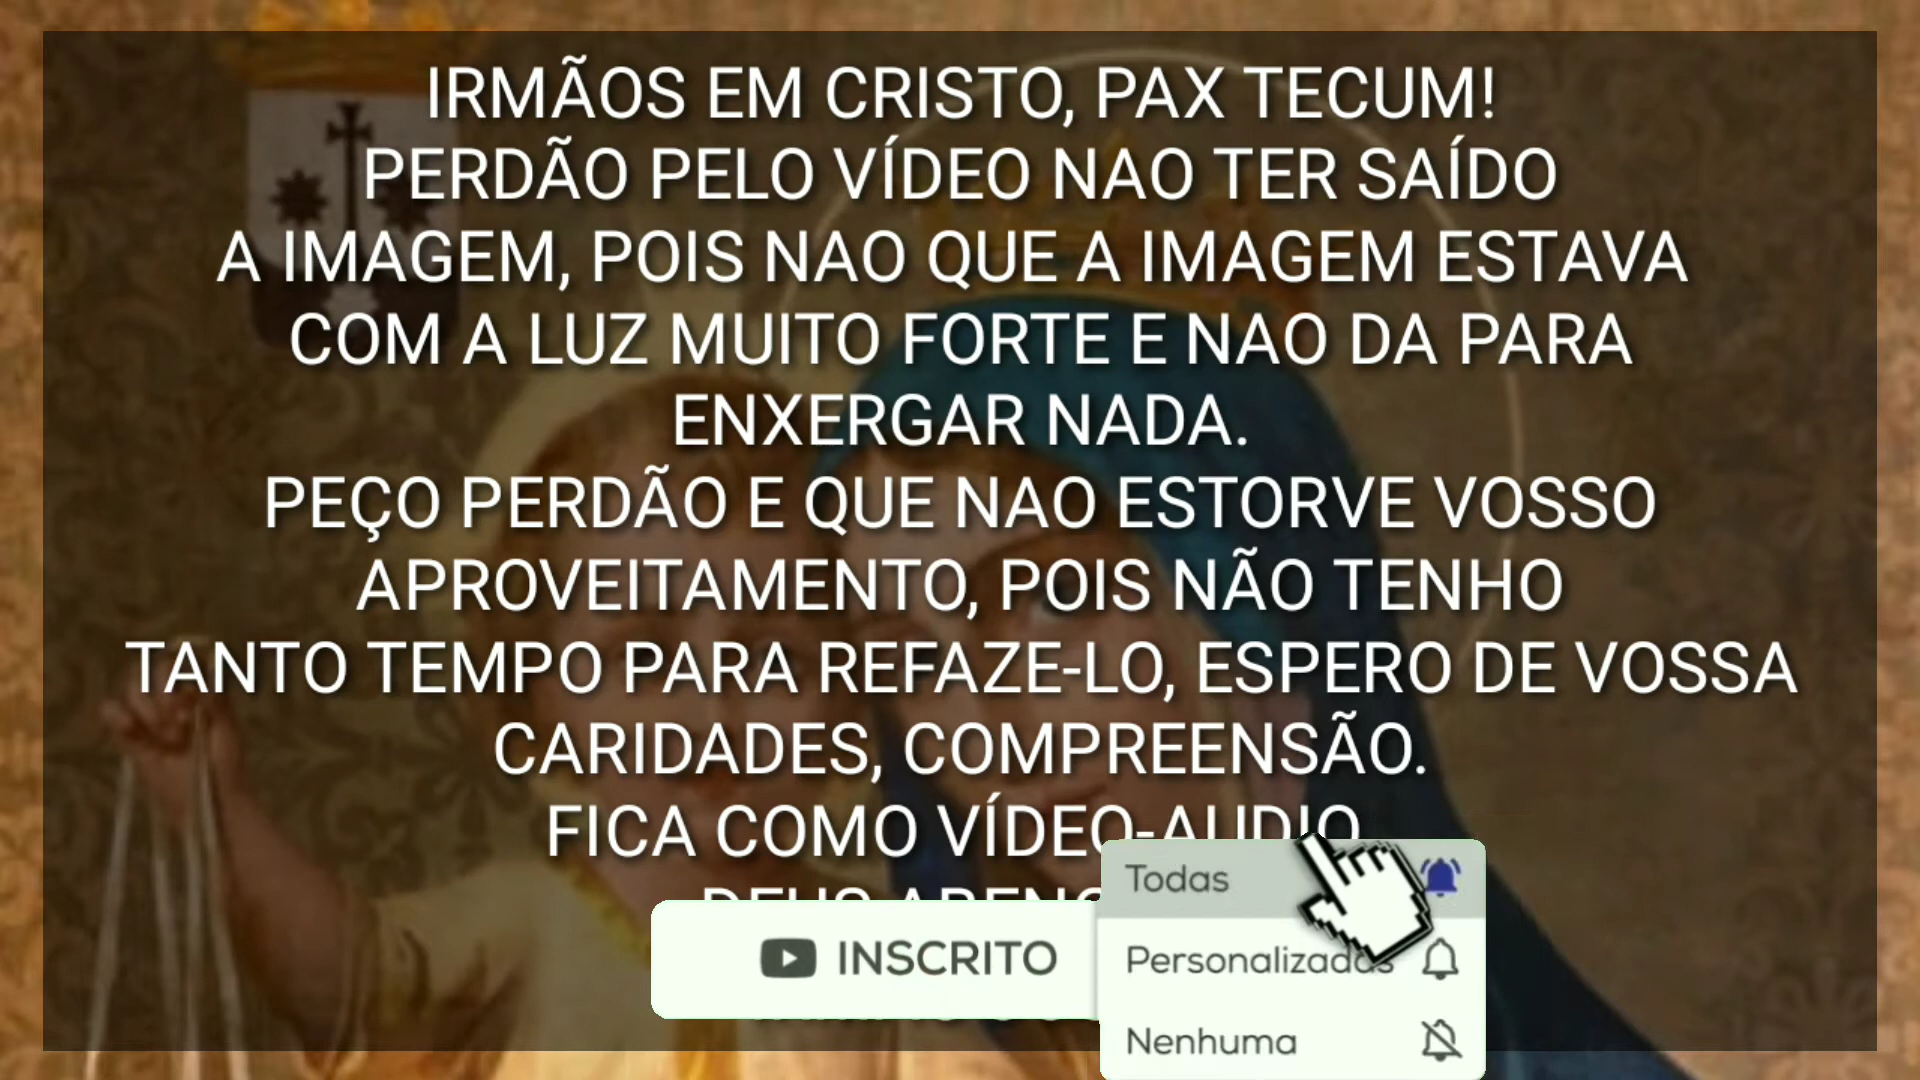 IRMÃOS EM CRISTO, PAX TECUM!
PERDÃO PELO VÍDEO NAO TER SAÍDO
A IMAGEM, POIS NAO QUE A IMAGEM ESTAVA
COM A LUZ MUITO FORTE E NAO DA PARA
ENXERGAR NADA.
PEÇO PERDÃO E QUE NAO ESTORVE VOSSO
APROVEITAMENTO, POIS NÃO TENHO
TANTO TEMPO PARA REFAZE-LO, ESPERO DE VOSSA
CARIDADES, COMPREENSÃO.
FICA COMO VÍDEO-AUDIO
DEUS
INSCRITO
Todas
Personalizadas
Nenhuma